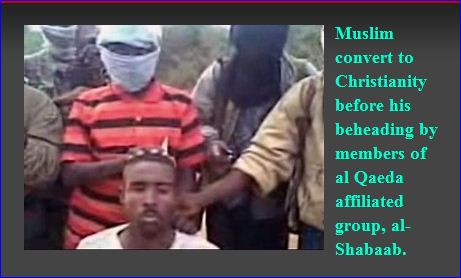 Muslim
convert to
Christianity
before his
beheading by
members of
al Qaeda
affiliated
group, al-
Shabaab.